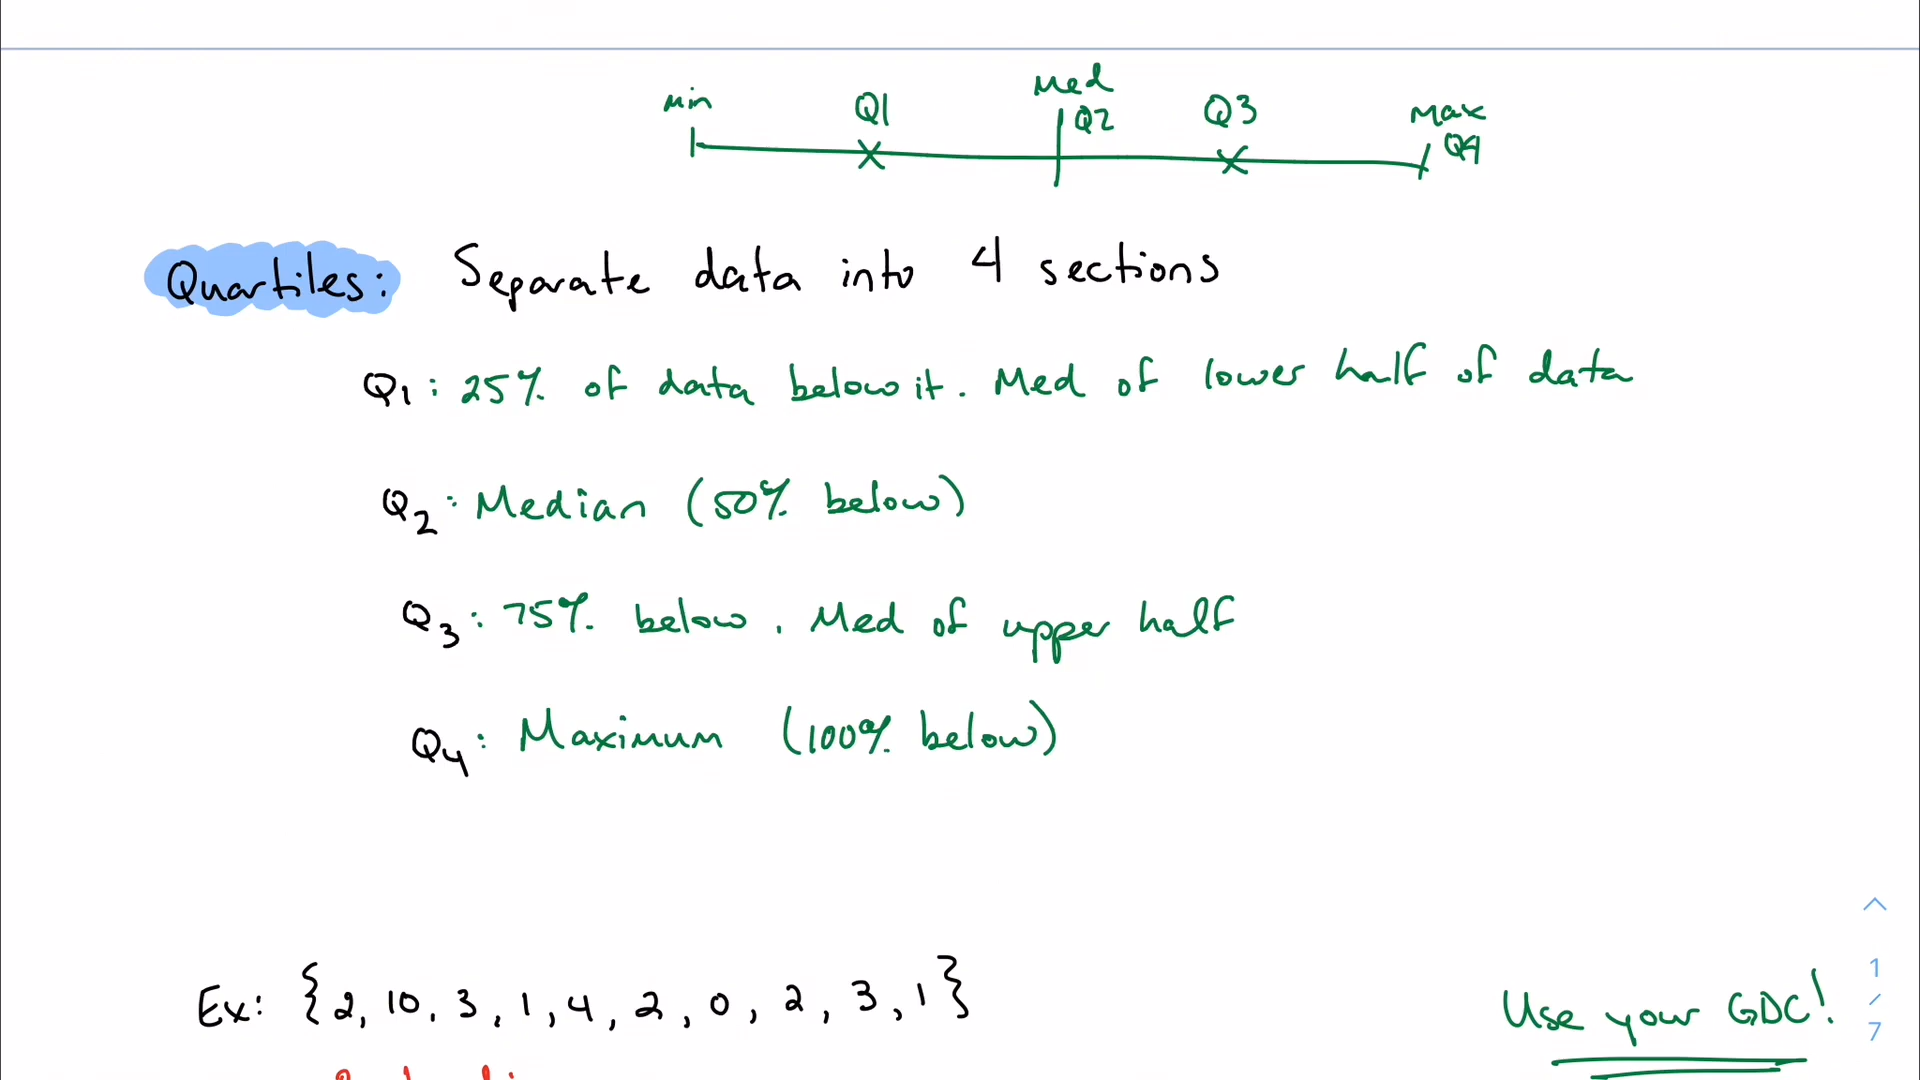 min Q1 Med Q2 Q3 Max Q4
Quartiles: Separate data into 4 sections
Q1: 25% of data below it. Med of lower half of data
Q2: Median (50% below)
Q3: 75% below. Med of upper half
Q4: Maximum (100% below)
Ex: {2, 10, 3, 1, 4, 2, 0, 2, 3, 1}
Use your GDC!
1
/
7